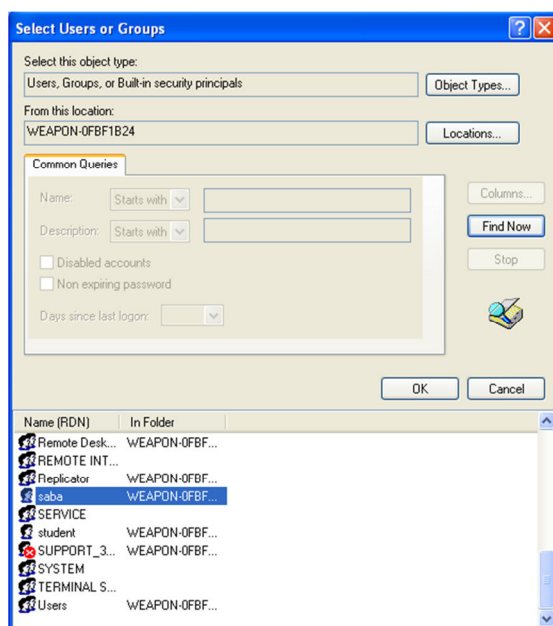 Select Users or Groups
Select this object type:
Users, Groups, or Built-in security principals
Object Types...
From this location:
WEAPON-0FBF1B24
Locations...
Common Queries
Name: Starts with
Columns...
Description: Starts with
Find Now
Disabled accounts
Stop
Non expiring password
Days since last logon:
OK Cancel
Name (RDN) In Folder
Remote Desk... WEAPON-0FBF...
REMOTE INT...
Replicator WEAPON-0FBF...
saba WEAPON-0FBF...
SERVICE
student WEAPON-0FBF...
SUPPORT_3... WEAPON-0FBF...
SYSTEM
TERMINAL S...
Users WEAPON-0FBF...